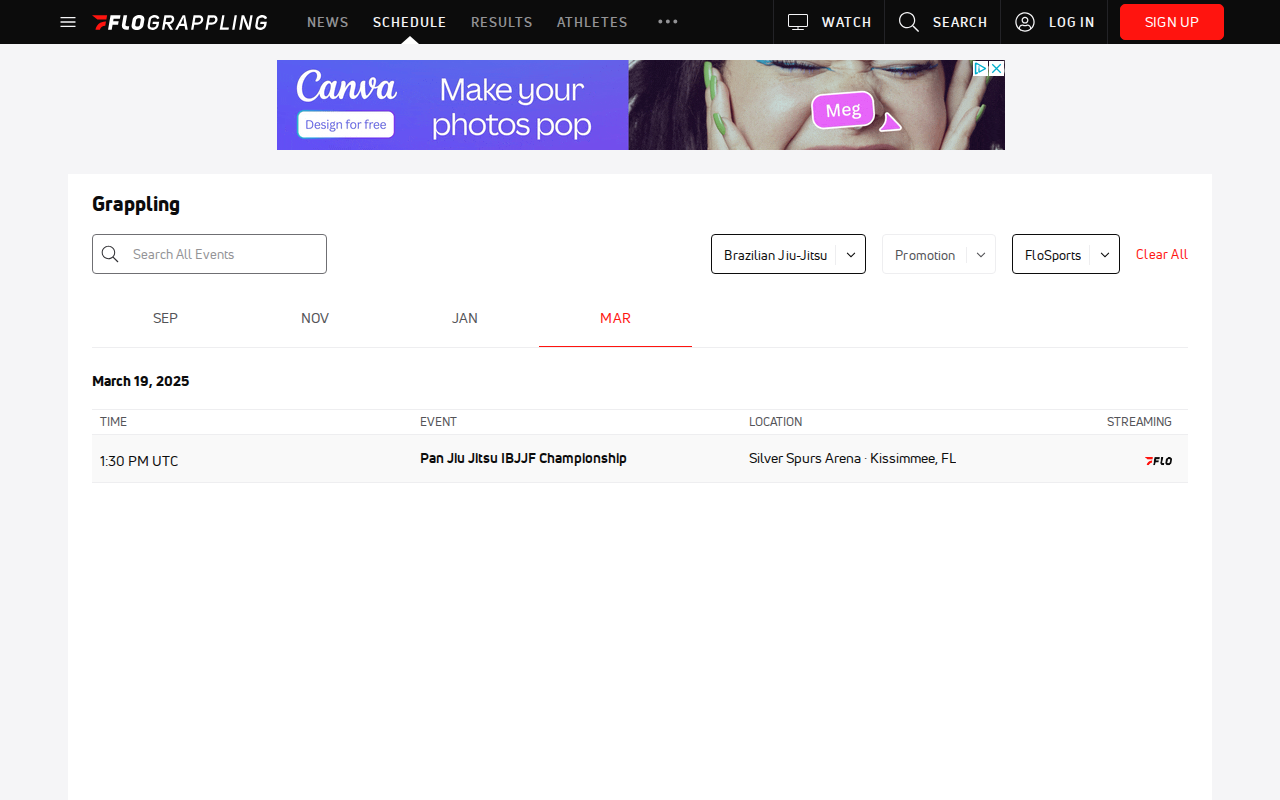 FLOGRAPPLING NEWS SCHEDULE RESULTS ATHLETES WATCH SEARCH LOG IN SIGN UP
Canva
Design for free
Make your
photos pop
Meg
Grappling
Search All Events
Brazilian Jiu-Jitsu
Promotion
FloSports
Clear All
SEP NOV JAN MAR
March 19, 2025
TIME EVENT LOCATION STREAMING
1:30 PM UTC Pan Jiu Jitsu IBJJF Championship Silver Spurs Arena · Kissimmee, FL FLO